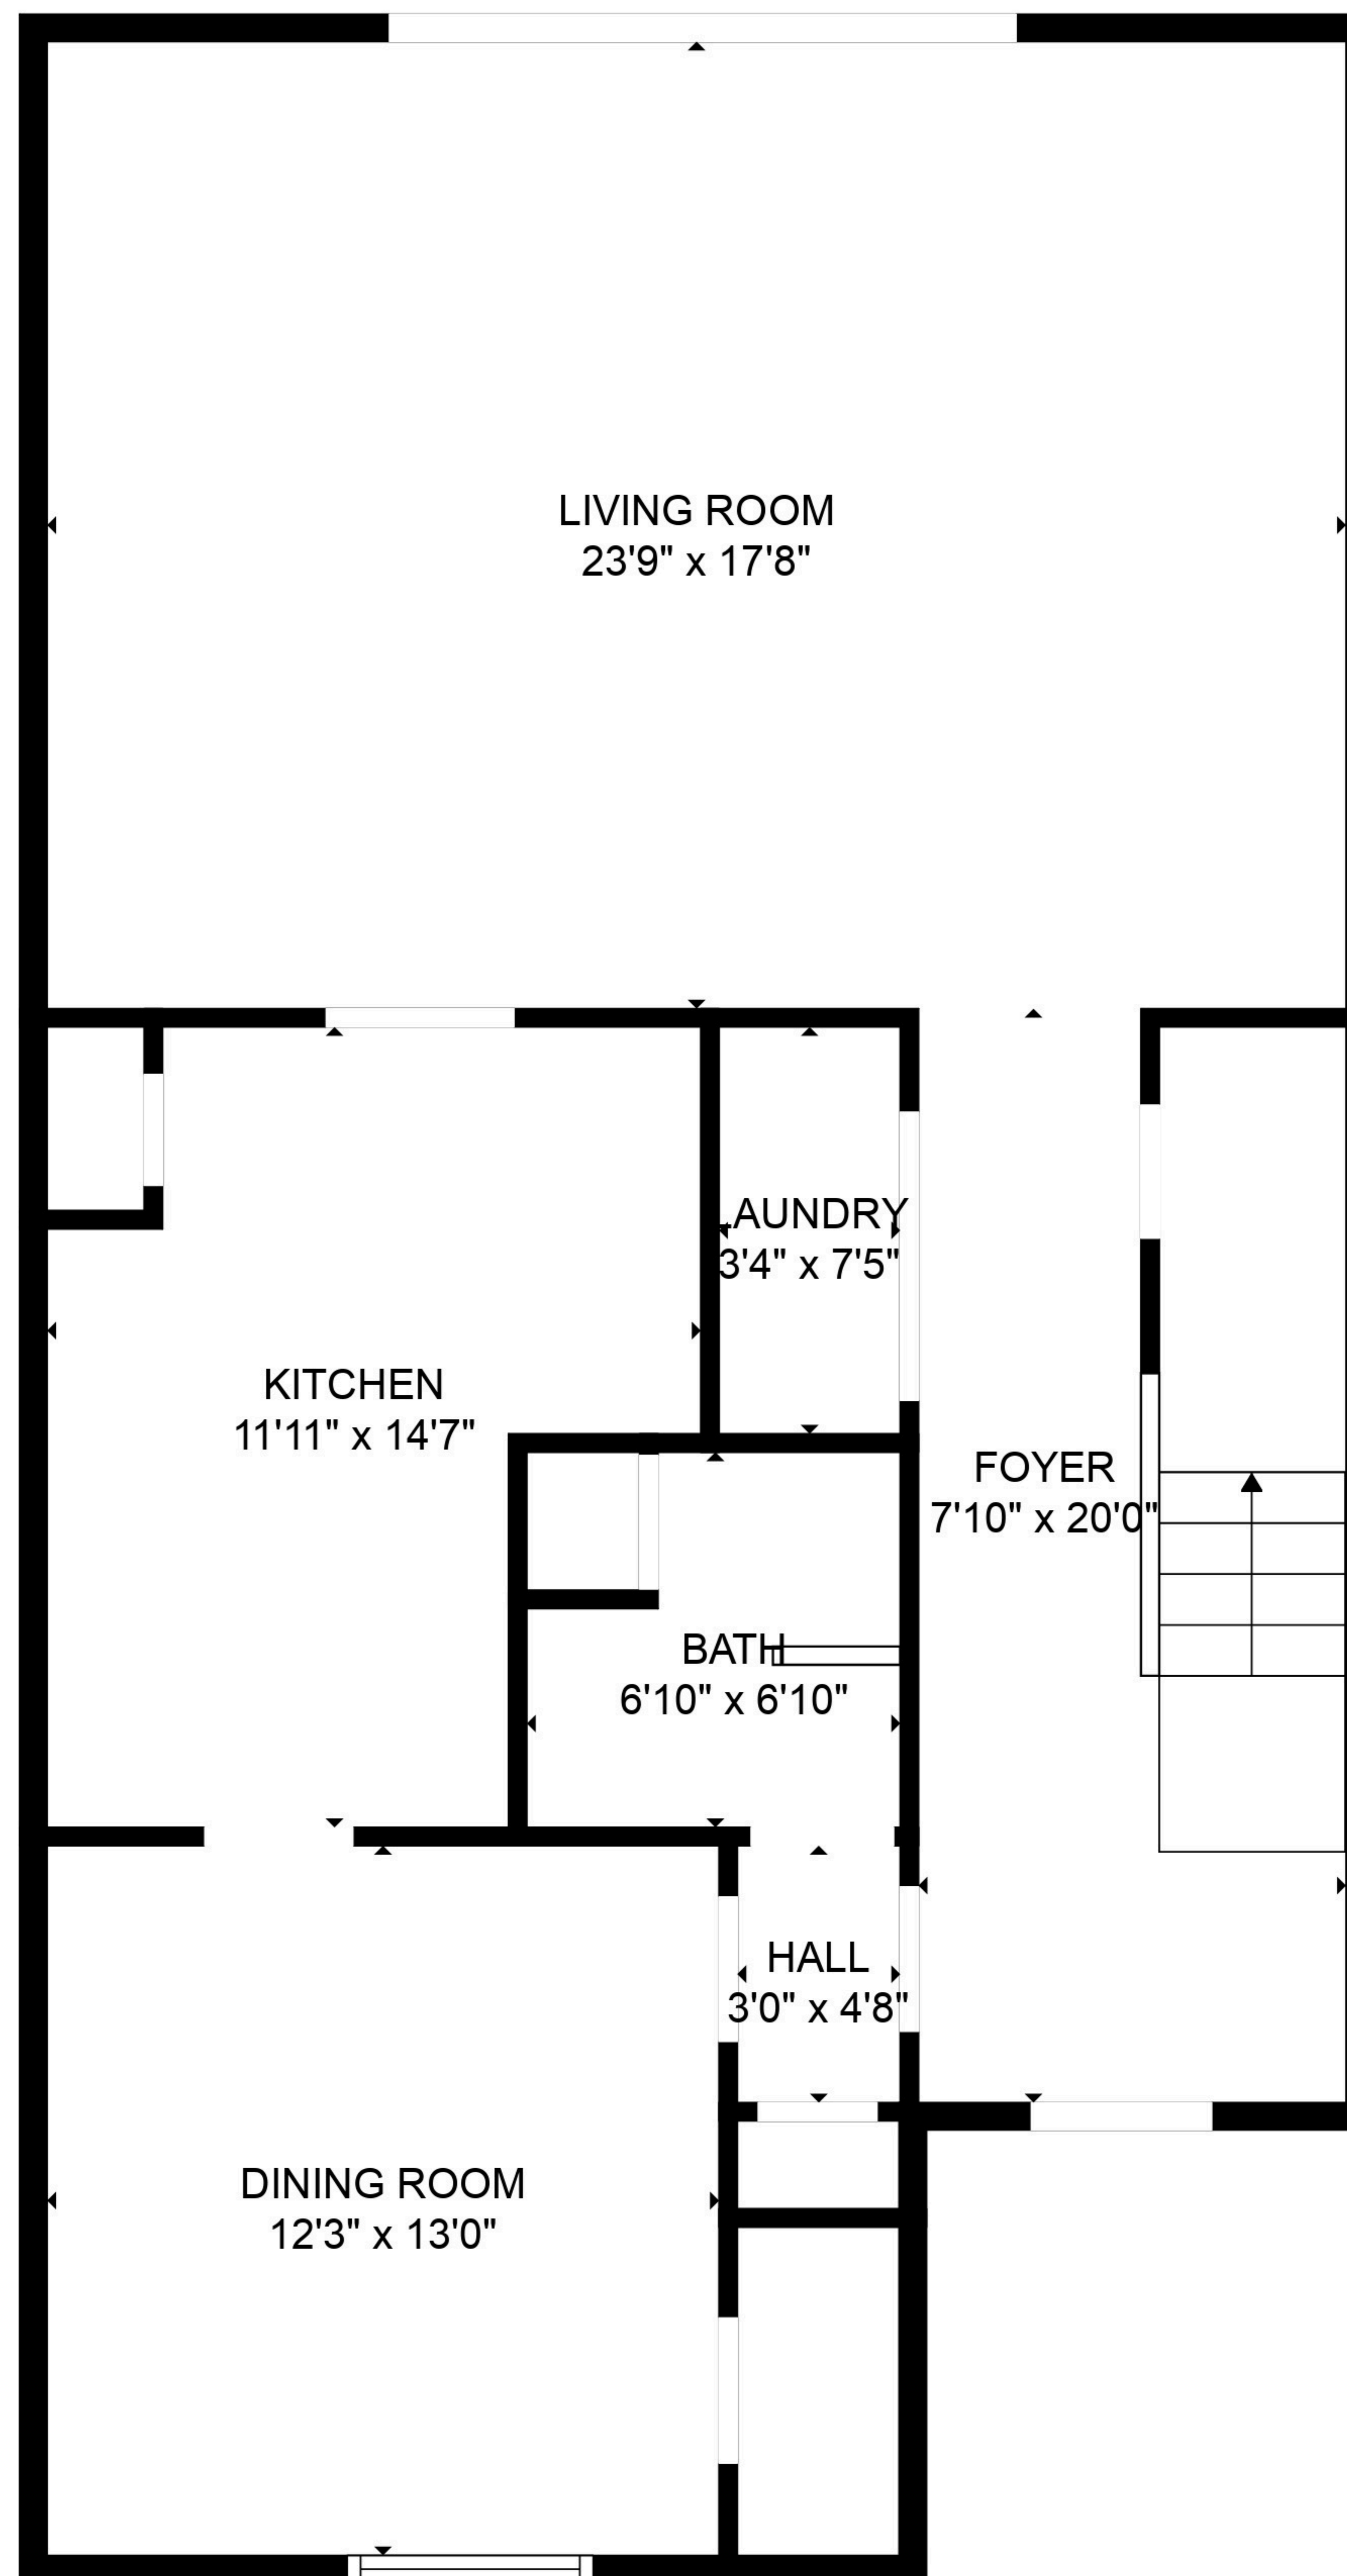 LIVING ROOM
23'9" x 17'8"
LAUNDRY
3'4" x 7'5"
KITCHEN
11'11" x 14'7"
FOYER
7'10" x 20'0"
BATH
6'10" x 6'10"
HALL
3'0" x 4'8"
DINING ROOM
12'3" x 13'0"